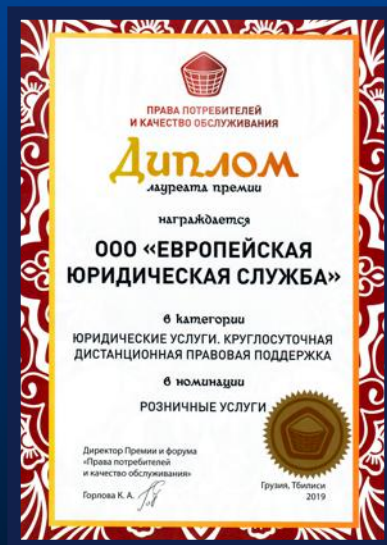 ПРАВА ПОТРЕБИТЕЛЕЙ
И КАЧЕСТВО ОБСЛУЖИВАНИЯ
Диплом
лауреата премии
награждается
ООО «ЕВРОПЕЙСКАЯ
ЮРИДИЧЕСКАЯ СЛУЖБА»
в категории
ЮРИДИЧЕСКИЕ УСЛУГИ. КРУГЛОСУТОЧНАЯ
ДИСТАНЦИОННАЯ ПРАВОВАЯ ПОДДЕРЖКА
в номинации
РОЗНИЧНЫЕ УСЛУГИ
Директор Премии и форума
«Права потребителей
и качество обслуживания»
Горлова К. А.
Грузия, Тбилиси
2019